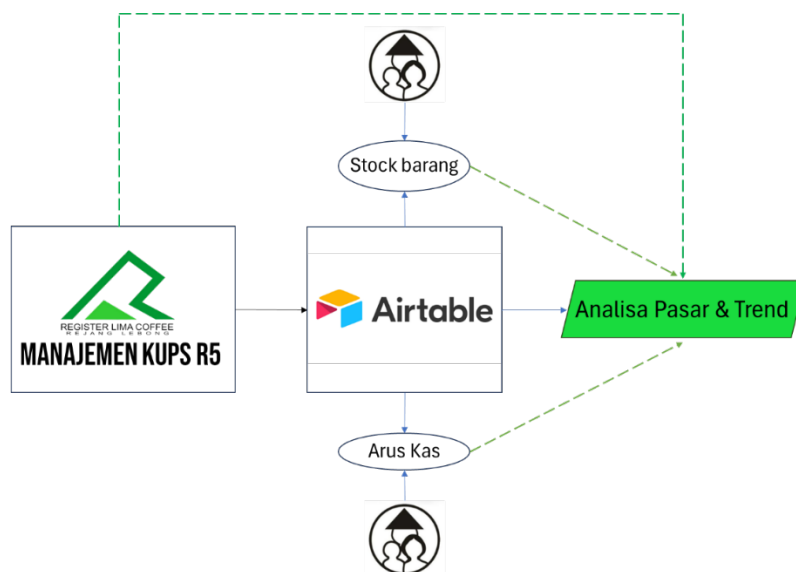 Stock barang
REGISTER LIMA COFFEE
REJANG LEBONG
MANAJEMEN KUPS R5
Airtable
Analisa Pasar & Trend
Arus Kas